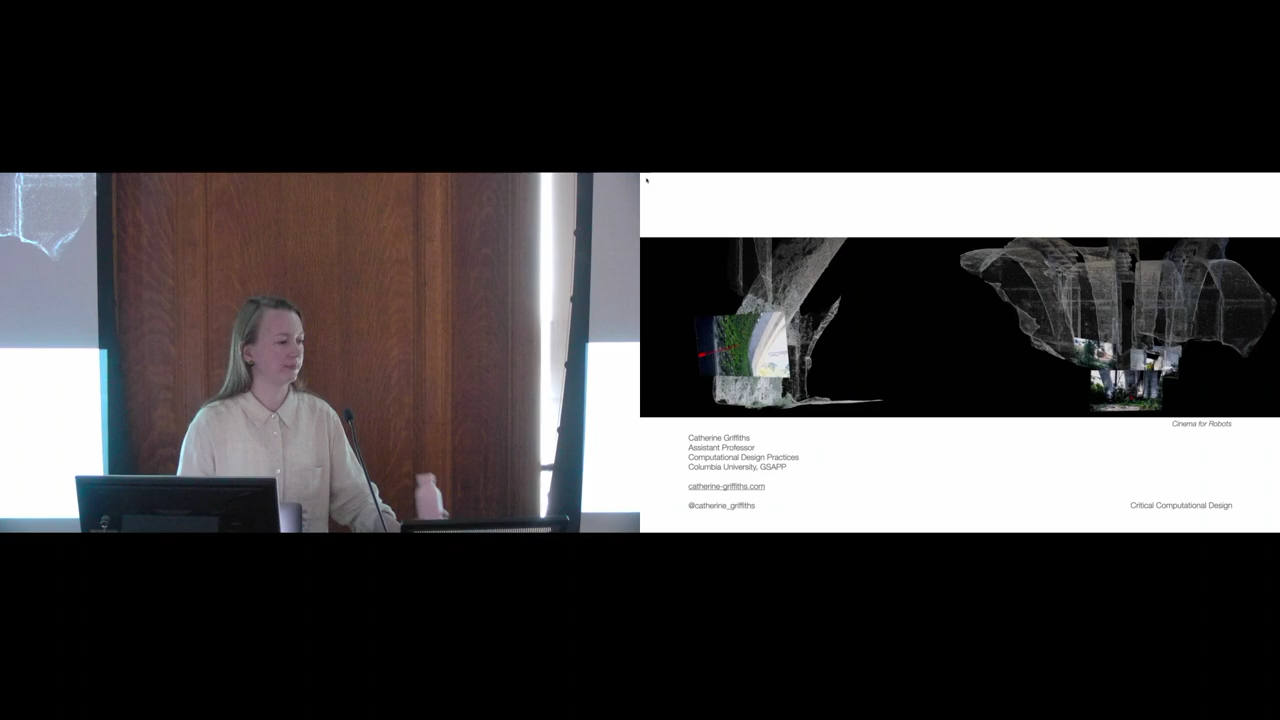 Cinema for Robots
Catherine Griffiths
Assistant Professor
Computational Design Practices
Columbia University, GSAPP
catherine-griffiths.com
@catherine_griffiths
Critical Computational Design